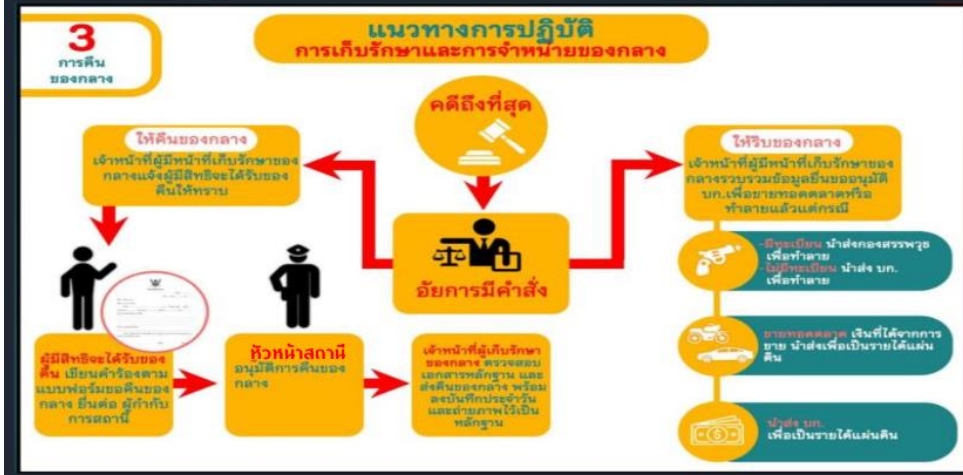 3
การคืน
ของกลาง
แนวทางการปฏิบัติ
การเก็บรักษาและการจำหน่ายของกลาง
คดีถึงที่สุด
อัยการมีคำสั่ง
ให้คืนของกลาง
เจ้าหน้าที่ผู้มีหน้าที่เก็บรักษาของ
กลางแจ้งผู้มีสิทธิจะได้รับของ
คืนให้ทราบ
ผู้มีสิทธิจะได้รับของ
คืน เขียนคำร้องตาม
แบบฟอร์มขอคืนของ
กลาง ยื่นต่อ ผู้กำกับ
การสถานี
หัวหน้าสถานี
อนุมัติการคืนของ
กลาง
เจ้าหน้าที่ผู้เก็บรักษา
ของกลาง ตรวจสอบ
เอกสารหลักฐาน และ
ส่งคืนของกลาง พร้อม
ลงบันทึกประจำวัน
และถ่ายภาพไว้เป็น
หลักฐาน
ให้ริบของกลาง
เจ้าหน้าที่ผู้มีหน้าที่เก็บรักษาของ
กลางรวบรวมข้อมูลยื่นขออนุมัติ
บก.เพื่อขายทอดตลาดหรือ
ทำลายแล้วแต่กรณี
-มีทะเบียน นำส่งกองสรรพาวุธ
เพื่อทำลาย
-ไม่มีทะเบียน นำส่ง บก.
เพื่อทำลาย
ขายทอดตลาด เงินที่ได้จากการ
ขาย นำส่งเพื่อเป็นรายได้แผ่น
ดิน
นำส่ง บก.
เพื่อเป็นรายได้แผ่นดิน